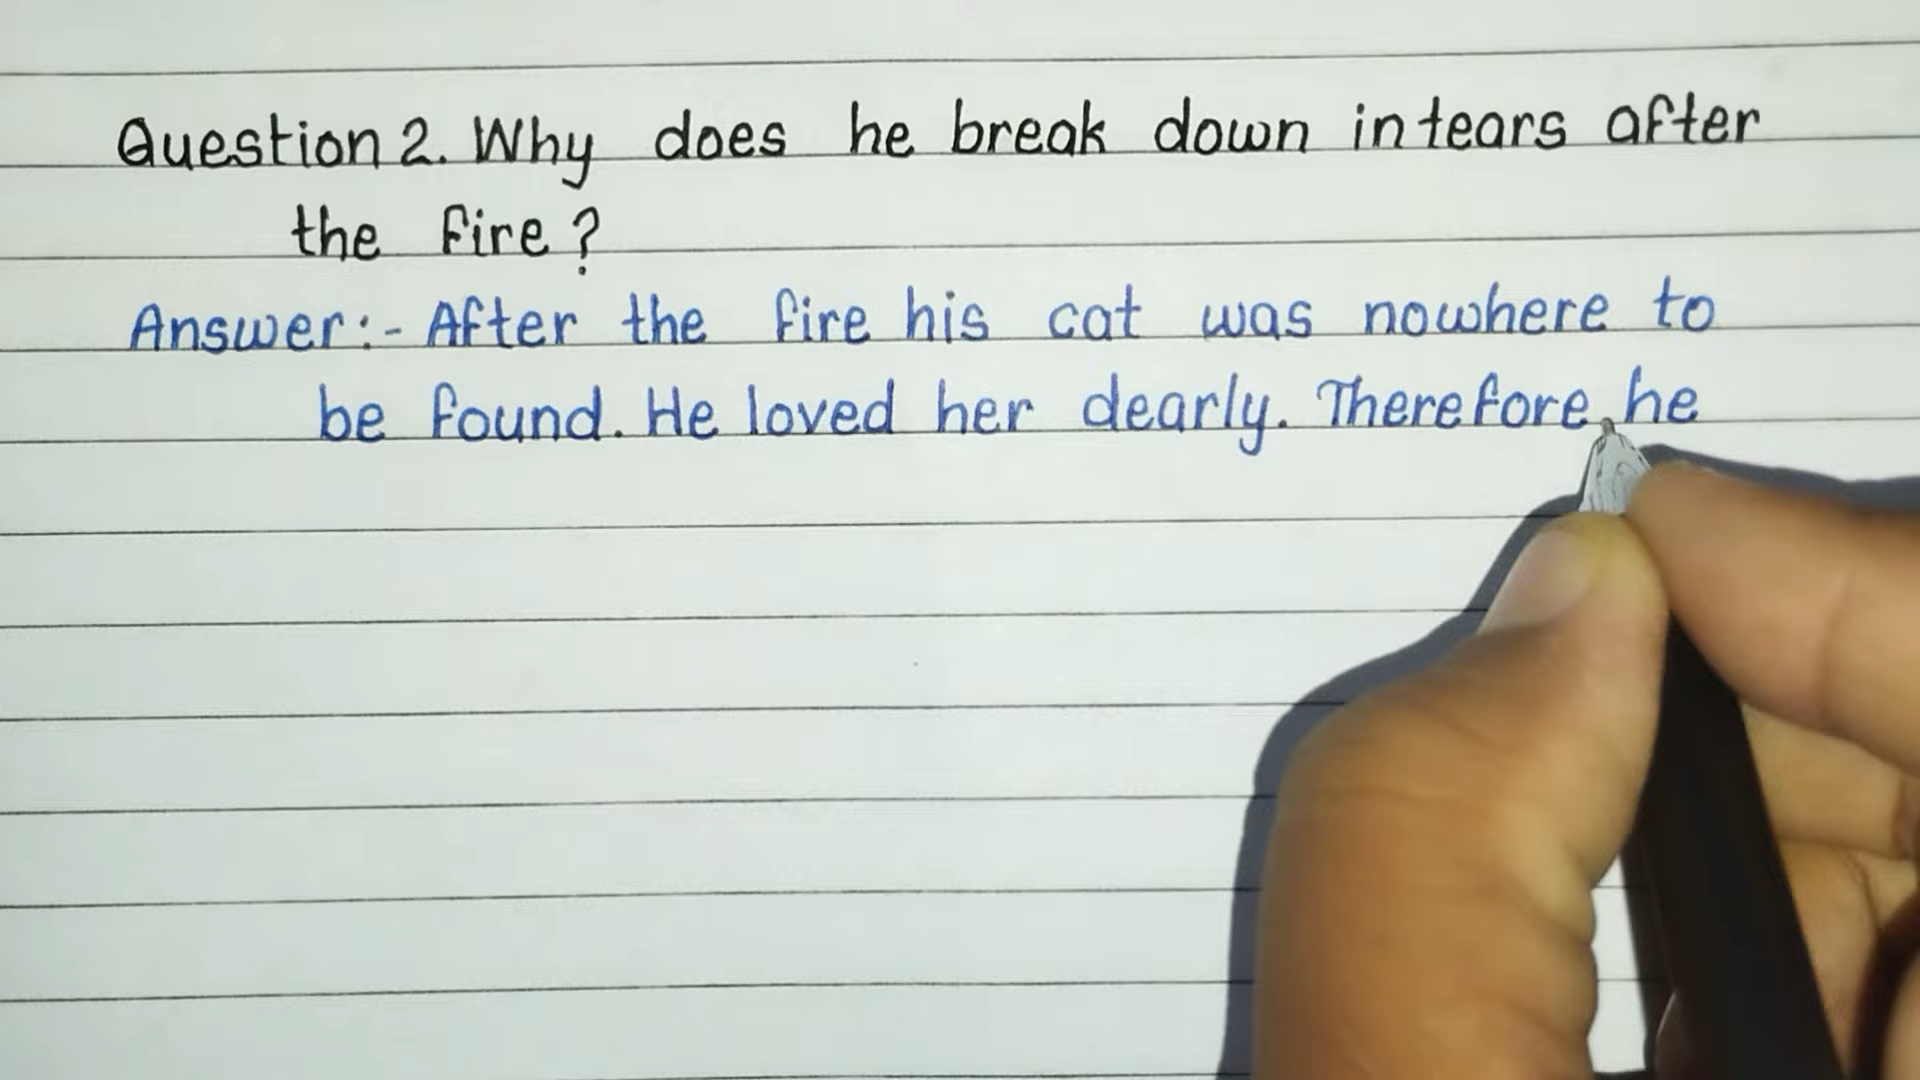 Question 2. Why does he break down in tears after
the fire?
Answer:- After the fire his cat was nowhere to
be found. He loved her dearly. Therefore, he